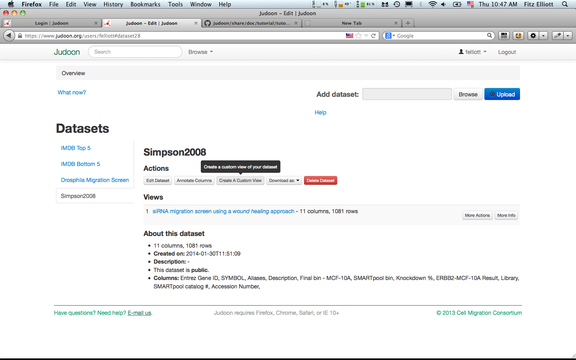 Firefox File Edit View History Bookmarks Tools Window Help
Thu 10:47 AM Fitz Elliott
Judoon – Edit | Judoon
Login | Judoon
Judoon – Edit | Judoon
New Tab
https://www.judoon.org/users/felliott#dataset28
Google
Judoon
Search
Browse
felliott
Logout
Overview
What now?
Add dataset:
Browse
Upload
Help
Datasets
IMDB Top 5
IMDB Bottom 5
Drosphila Migration Screen
Simpson2008
Simpson2008
Create a custom view of your dataset
Actions
Edit Dataset Annotate Columns Create A Custom View Download as: Delete Dataset
Views
1 siRNA migration screen using a wound healing approach - 11 columns, 1081 rows
More Actions More Info
About this dataset
• 11 columns, 1081 rows
• Created on: 2014-01-30T11:51:09
• Description: -
• This dataset is public.
• Columns: Entrez Gene ID, SYMBOL, Aliases, Description, Final bin - MCF-10A, SMARTpool bin, Knockdown %, ERBB2-MCF-10A Result, Library,
SMARTpool catalog #, Accession Number,
Have questions? Need help? E-mail us.
Judoon requires Firefox, Chrome, Safari, or IE 10+
© 2013 Cell Migration Consortium